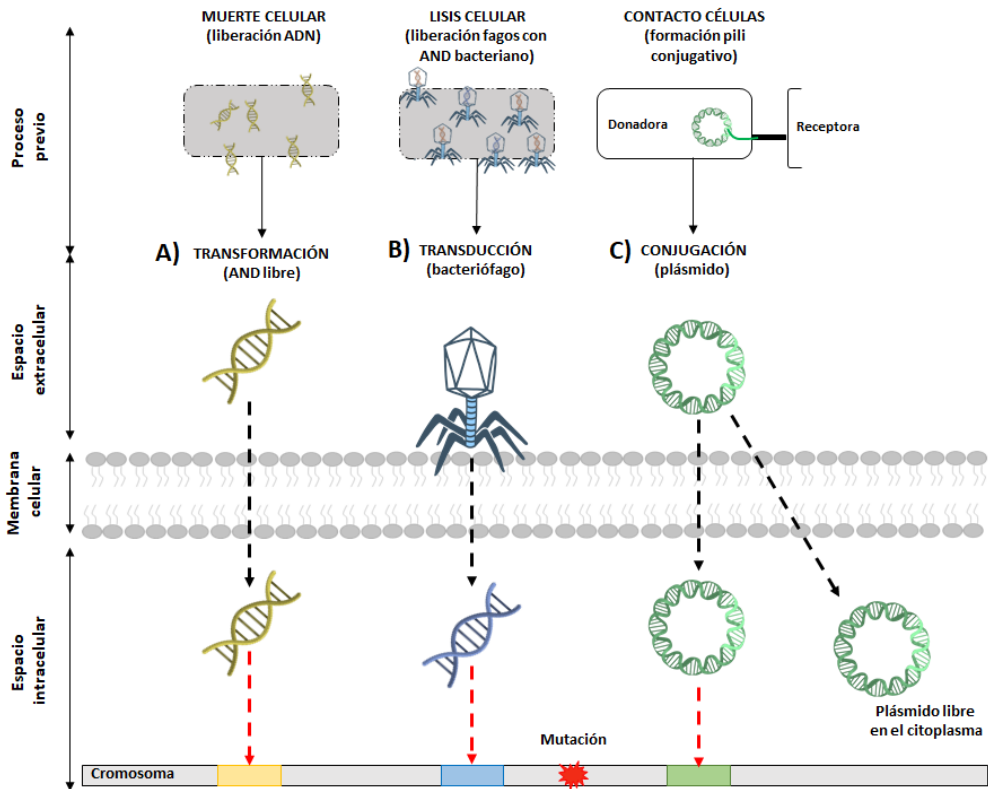 MUERTE CELULAR
(liberación ADN)
LISIS CELULAR
(liberación fagos con
AND bacteriano)
CONTACTO CÉLULAS
(formación pili
conjugativo)
Proceso
previo
Donadora
Receptora
A) TRANSFORMACIÓN
(AND libre)
B) TRANSDUCCIÓN
(bacteriófago)
C) CONJUGACIÓN
(plásmido)
Espacio
extracelular
Membrana
celular
Espacio
intracelular
Plásmido libre
en el citoplasma
Mutación
Cromosoma